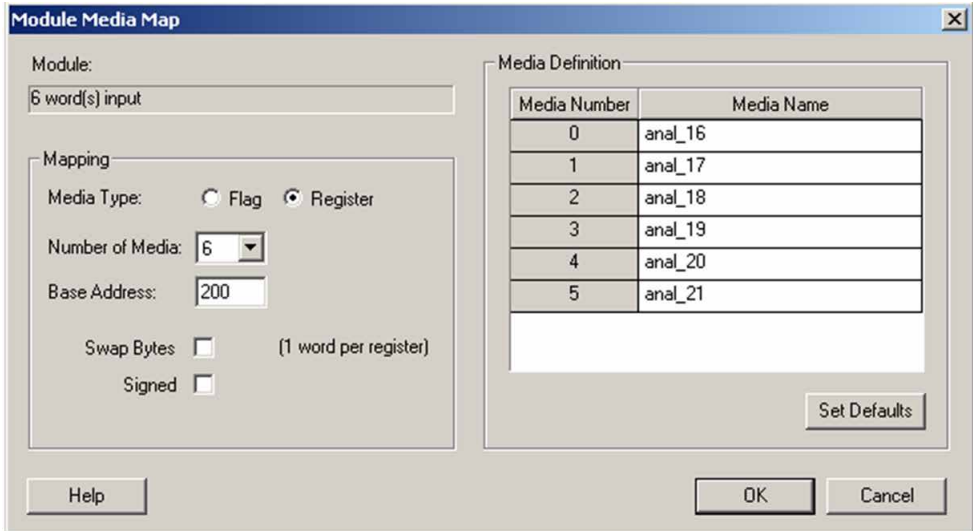 Module Media Map
Module:
6 word(s) input
Mapping
Media Type: Flag Register
Number of Media: 6
Base Address: 200
Swap Bytes (1 word per register)
Signed
Media Definition
Media Number Media Name
0 anal_16
1 anal_17
2 anal_18
3 anal_19
4 anal_20
5 anal_21
Set Defaults
Help OK Cancel